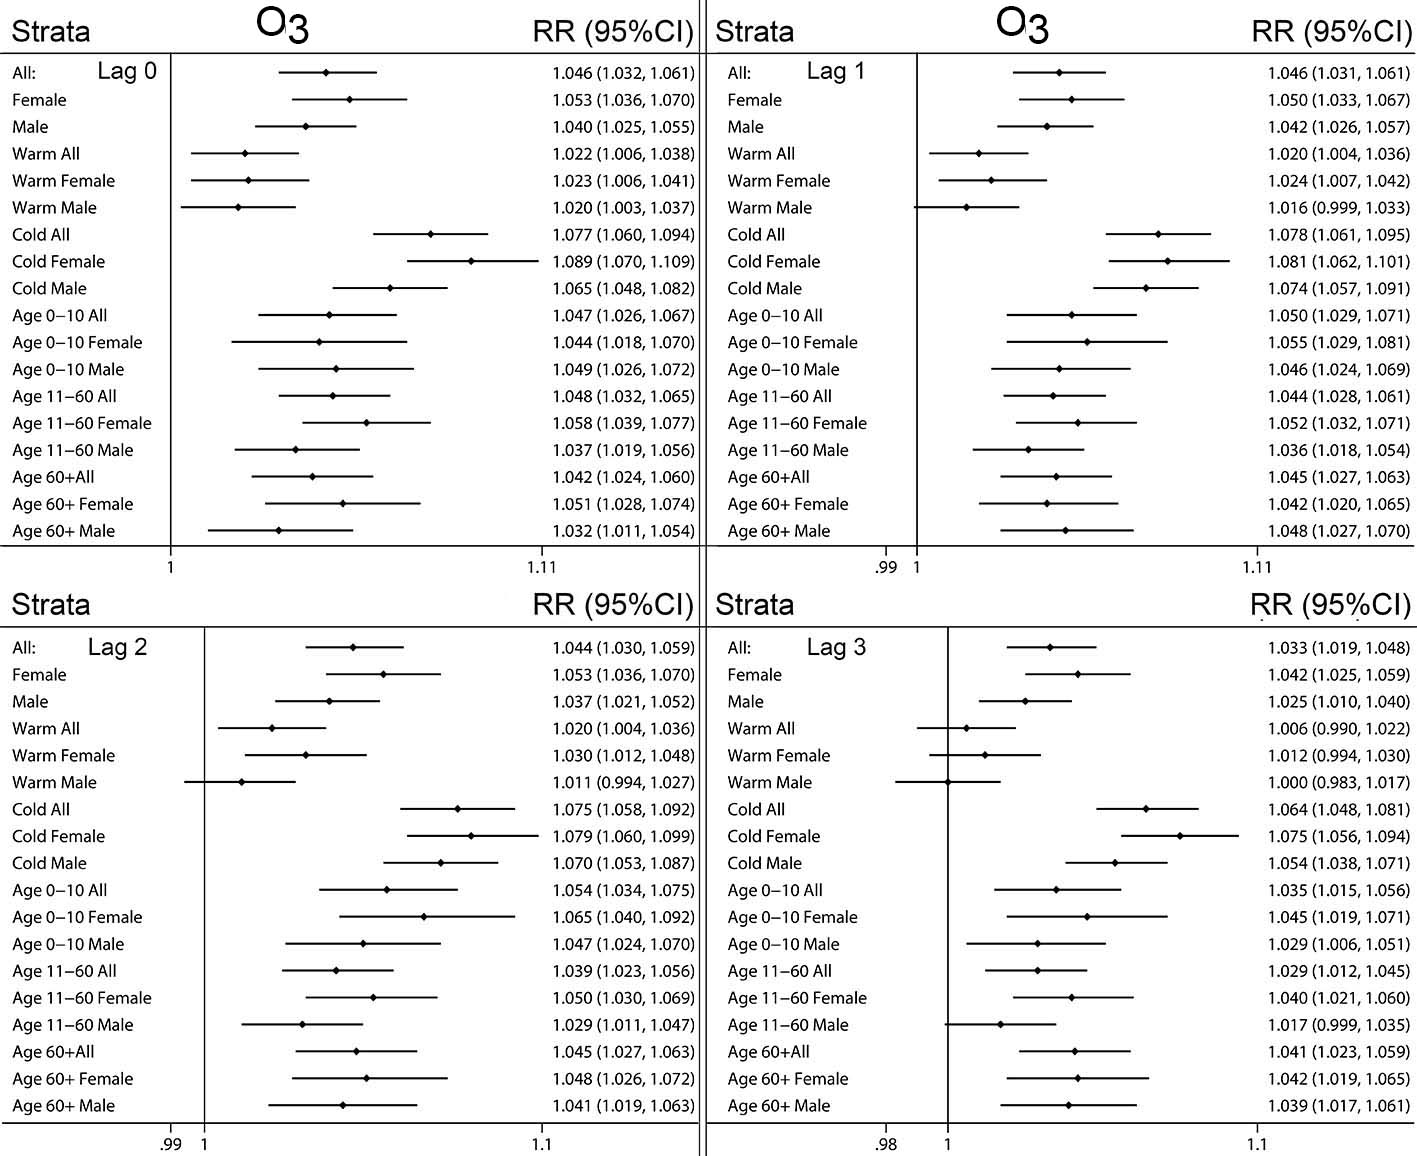 Strata O3 RR (95%CI)
All: Lag 0 1.046 (1.032, 1.061)
Female 1.053 (1.036, 1.070)
Male 1.040 (1.025, 1.055)
Warm All 1.022 (1.006, 1.038)
Warm Female 1.023 (1.006, 1.041)
Warm Male 1.020 (1.003, 1.037)
Cold All 1.077 (1.060, 1.094)
Cold Female 1.089 (1.070, 1.109)
Cold Male 1.065 (1.048, 1.082)
Age 0−10 All 1.047 (1.026, 1.067)
Age 0−10 Female 1.044 (1.018, 1.070)
Age 0−10 Male 1.049 (1.026, 1.072)
Age 11−60 All 1.048 (1.032, 1.065)
Age 11−60 Female 1.058 (1.039, 1.077)
Age 11−60 Male 1.037 (1.019, 1.056)
Age 60+All 1.042 (1.024, 1.060)
Age 60+ Female 1.051 (1.028, 1.074)
Age 60+ Male 1.032 (1.011, 1.054)
1 1.11
Strata O3 RR (95%CI)
All: Lag 1 1.046 (1.031, 1.061)
Female 1.050 (1.033, 1.067)
Male 1.042 (1.026, 1.057)
Warm All 1.020 (1.004, 1.036)
Warm Female 1.024 (1.007, 1.042)
Warm Male 1.016 (0.999, 1.033)
Cold All 1.078 (1.061, 1.095)
Cold Female 1.081 (1.062, 1.101)
Cold Male 1.074 (1.057, 1.091)
Age 0−10 All 1.050 (1.029, 1.071)
Age 0−10 Female 1.055 (1.029, 1.081)
Age 0−10 Male 1.046 (1.024, 1.069)
Age 11−60 All 1.044 (1.028, 1.061)
Age 11−60 Female 1.052 (1.032, 1.071)
Age 11−60 Male 1.036 (1.018, 1.054)
Age 60+All 1.045 (1.027, 1.063)
Age 60+ Female 1.042 (1.020, 1.065)
Age 60+ Male 1.048 (1.027, 1.070)
.99 1 1.11
Strata RR (95%CI)
All: Lag 2 1.044 (1.030, 1.059)
Female 1.053 (1.036, 1.070)
Male 1.037 (1.021, 1.052)
Warm All 1.020 (1.004, 1.036)
Warm Female 1.030 (1.012, 1.048)
Warm Male 1.011 (0.994, 1.027)
Cold All 1.075 (1.058, 1.092)
Cold Female 1.079 (1.060, 1.099)
Cold Male 1.070 (1.053, 1.087)
Age 0−10 All 1.054 (1.034, 1.075)
Age 0−10 Female 1.065 (1.040, 1.092)
Age 0−10 Male 1.047 (1.024, 1.070)
Age 11−60 All 1.039 (1.023, 1.056)
Age 11−60 Female 1.050 (1.030, 1.069)
Age 11−60 Male 1.029 (1.011, 1.047)
Age 60+All 1.045 (1.027, 1.063)
Age 60+ Female 1.048 (1.026, 1.072)
Age 60+ Male 1.041 (1.019, 1.063)
.99 1 1.1
Strata RR (95%CI)
All: Lag 3 1.033 (1.019, 1.048)
Female 1.042 (1.025, 1.059)
Male 1.025 (1.010, 1.040)
Warm All 1.006 (0.990, 1.022)
Warm Female 1.012 (0.994, 1.030)
Warm Male 1.000 (0.983, 1.017)
Cold All 1.064 (1.048, 1.081)
Cold Female 1.075 (1.056, 1.094)
Cold Male 1.054 (1.038, 1.071)
Age 0−10 All 1.035 (1.015, 1.056)
Age 0−10 Female 1.045 (1.019, 1.071)
Age 0−10 Male 1.029 (1.006, 1.051)
Age 11−60 All 1.029 (1.012, 1.045)
Age 11−60 Female 1.040 (1.021, 1.060)
Age 11−60 Male 1.017 (0.999, 1.035)
Age 60+All 1.041 (1.023, 1.059)
Age 60+ Female 1.042 (1.019, 1.065)
Age 60+ Male 1.039 (1.017, 1.061)
.98 1 1.1